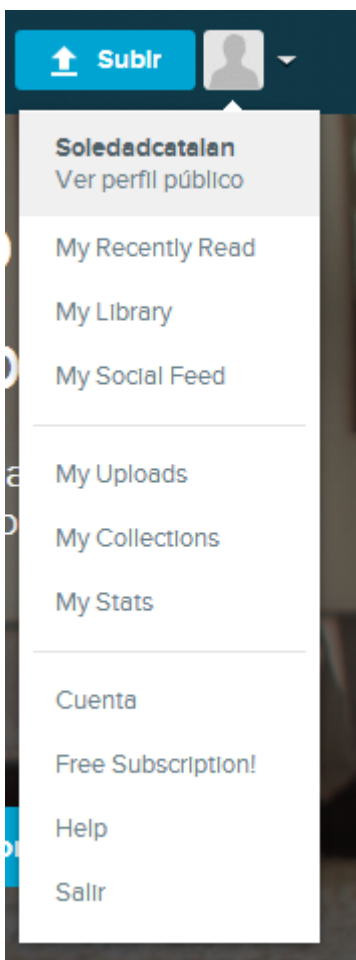 Subir
Soledadcatalan
Ver perfil público
My Recently Read
My Library
My Social Feed
My Uploads
My Collections
My Stats
Cuenta
Free Subscription!
Help
Salir